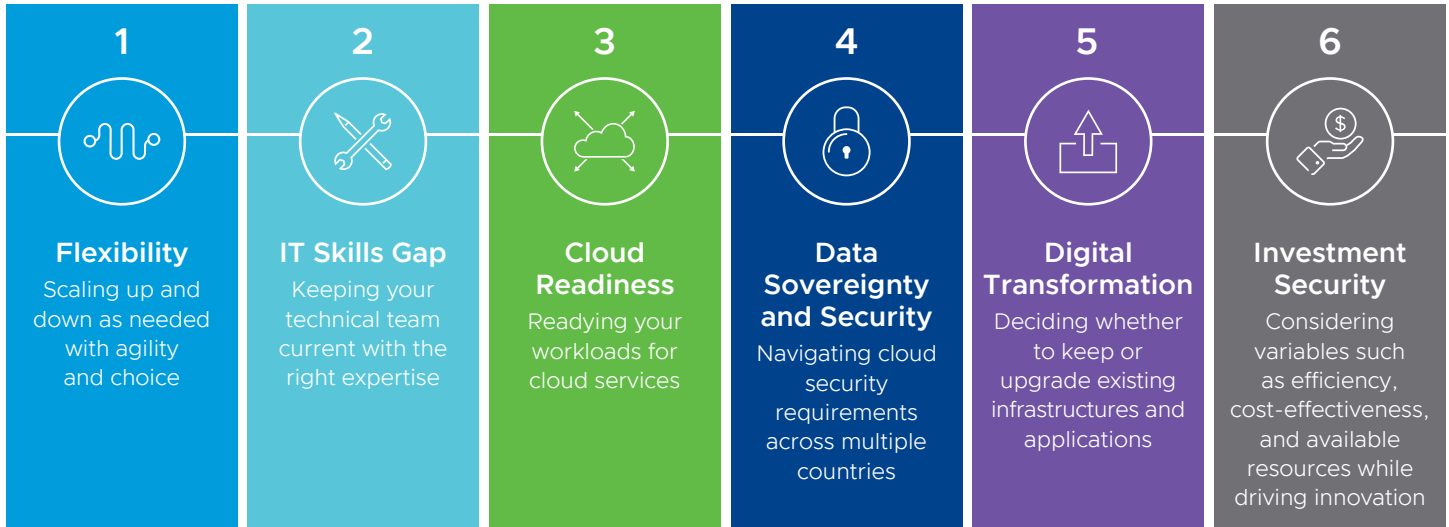 1
Flexibility
Scaling up and
down as needed
with agility
and choice
2
IT Skills Gap
Keeping your
technical team
current with the
right expertise
3
Cloud
Readiness
Readying your
workloads for
cloud services
4
Data
Sovereignty
and Security
Navigating cloud
security
requirements
across multiple
countries
5
Digital
Transformation
Deciding whether
to keep or
upgrade existing
infrastructures and
applications
6
Investment
Security
Considering
variables such
as efficiency,
cost-effectiveness,
and available
resources while
driving innovation
$